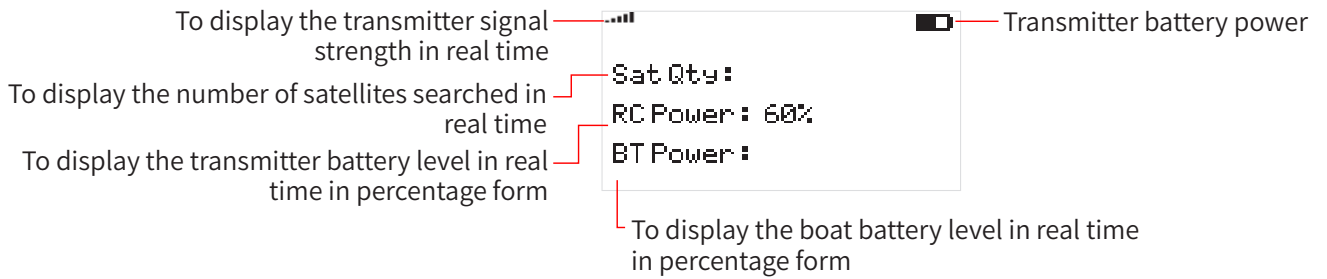 To display the transmitter signal
strength in real time
Transmitter battery power
Sat Qty:
To display the number of satellites searched in
real time
RC Power: 60%
To display the transmitter battery level in real
time in percentage form
BT Power:
To display the boat battery level in real time
in percentage form